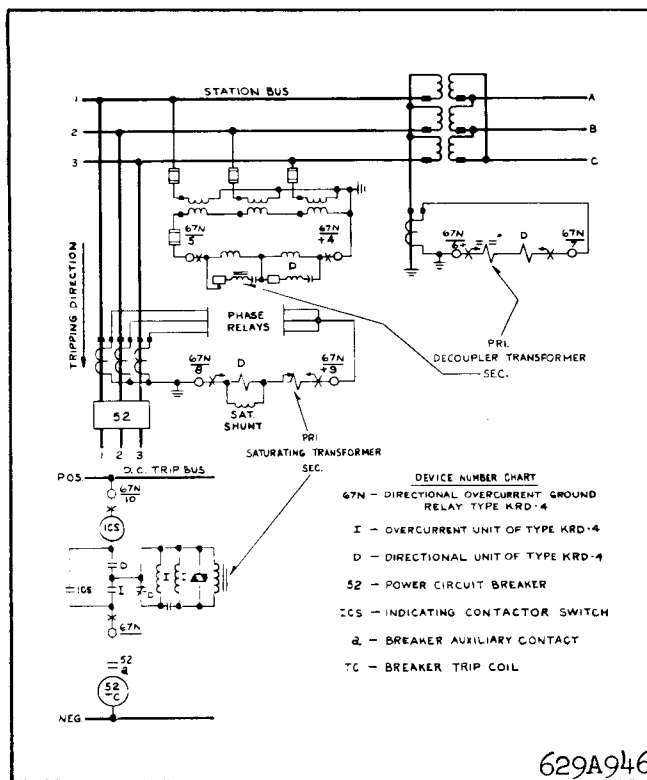 STATION BUS
1
A
2
B
3
C
TRIPPING DIRECTION
67N
5
67N
+4
D
67N
6+
D
67N
7
PHASE
RELAYS
PRI.
DECOUPLER TRANSFORMER
SEC.
67N
8
D
67N
+9
SAT.
SHUNT
52
PRI
SATURATING TRANSFORMER
SEC.
1 2 3
D.C. TRIP BUS
POS.
67N
10
ICS
ICS
D
I
D
I
I
67N
52
a
52
TC
NEG.
DEVICE NUMBER CHART
67N - DIRECTIONAL OVERCURRENT GROUND
RELAY TYPE KRD-4
I - OVERCURRENT UNIT OF TYPE KRD-4
D - DIRECTIONAL UNIT OF TYPE KRD-4
52 - POWER CIRCUIT BREAKER
ICS - INDICATING CONTACTOR SWITCH
a - BREAKER AUXILIARY CONTACT
TC - BREAKER TRIP COIL
629A946